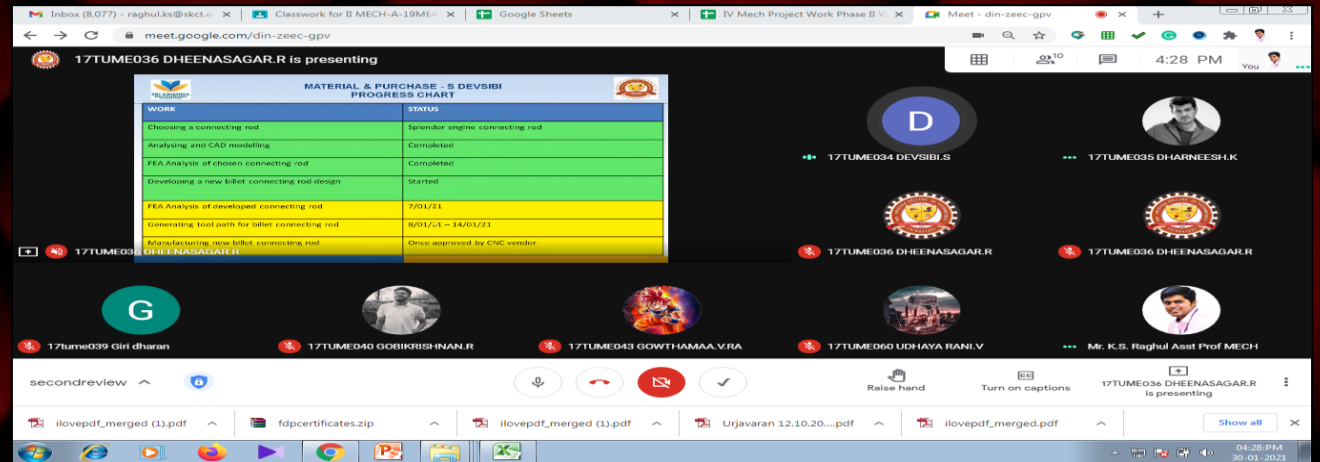 Inbox (8,077) - raghul.ks@skct.e
Classwork for II MECH-A-19ME4
Google Sheets
IV Mech Project Work Phase II V
Meet - din-zeec-gpv
meet.google.com/din-zeec-gpv
17TUME036 DHEENASAGAR.R is presenting
10
4:28 PM
You
MATERIAL & PURCHASE - S DEVSIBI
PROGRESS CHART
WORK STATUS
Choosing a connecting rod Splendor engine connecting rod
Analysing and CAD modelling Completed
FEA Analysis of chosen connecting rod Completed
Developing a new billet connecting rod design Started
FEA Analysis of developed connecting rod 7/01/21
Generating tool path for billet connecting rod 8/01/21 – 14/01/21
Manufacturing new billet connecting rod Once approved by CNC vendor
17TUME036 DHEENASAGAR.R
D
17TUME034 DEVSIBI.S
17TUME035 DHARNEESH.K
17TUME036 DHEENASAGAR.R
17TUME036 DHEENASAGAR.R
G
17tume039 Giri dharan
17TUME040 GOBIKRISHNAN.R
17TUME043 GOWTHAMAA.V.RA
17TUME060 UDHAYA RANI.V
Mr. K.S. Raghul Asst Prof MECH
secondreview
Raise hand
Turn on captions
17TUME036 DHEENASAGAR.R
is presenting
ilovepdf_merged (1).pdf
fdpcertificates.zip
ilovepdf_merged (1).pdf
Urjavaran 12.10.20....pdf
ilovepdf_merged.pdf
Show all
04:28:PM
30-01-2021